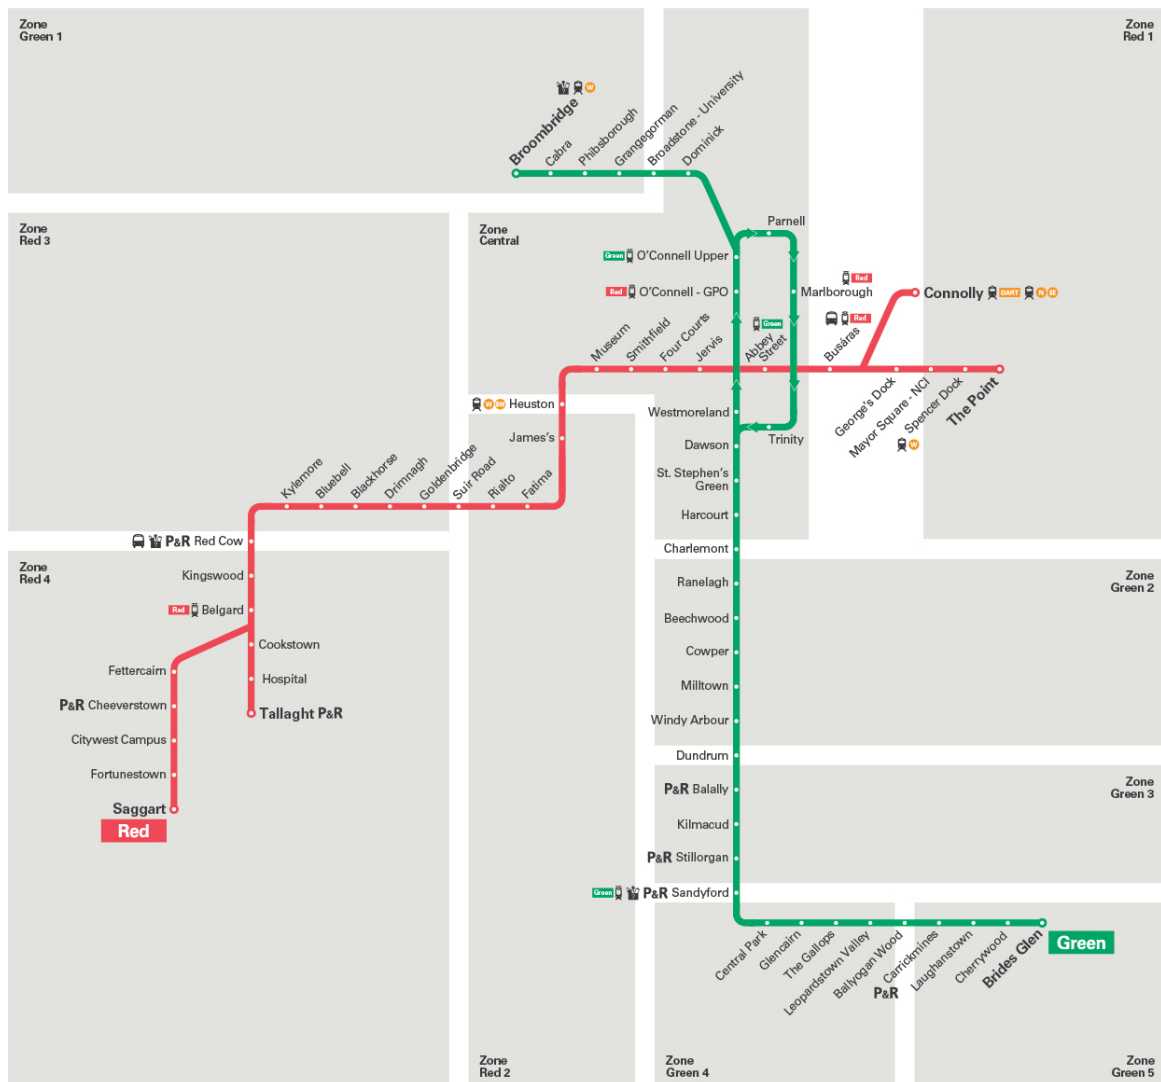 Zone
Green 1
Zone
Red 1
W
Broombridge
Cabra
Phibsborough
Grangegorman
Broadstone - University
Dominick
Zone
Red 3
Zone
Central
Parnell
Green
O'Connell Upper
Red
O'Connell - GPO
Marlborough
Red
Connolly
DART
N
SE
Green
Red
Museum
Smithfield
Four Courts
Jervis
Abbey
Street
Busáras
George's Dock
Mayor Square - NCI
Spencer Dock
W
The Point
W
SW
Heuston
James's
Westmoreland
Trinity
Dawson
St. Stephen's
Green
Harcourt
Charlemont
Kylemore
Bluebell
Blackhorse
Drimnagh
Goldenbridge
Suir Road
Rialto
Fatima
P&R Red Cow
Zone
Red 4
Kingswood
Red
Belgard
Cookstown
Hospital
Tallaght P&R
Fettercairn
P&R Cheeverstown
Citywest Campus
Fortunestown
Saggart
Red
Zone
Green 2
Ranelagh
Beechwood
Cowper
Milltown
Windy Arbour
Dundrum
Zone
Green 3
P&R Balally
Kilmacud
P&R Stillorgan
Green
P&R Sandyford
Central Park
Glencairn
The Gallops
Leopardstown Valley
Ballyogan Wood
Carrickmines
P&R
Laughanstown
Cherrywood
Brides Glen
Green
Zone
Red 2
Zone
Green 4
Zone
Green 5